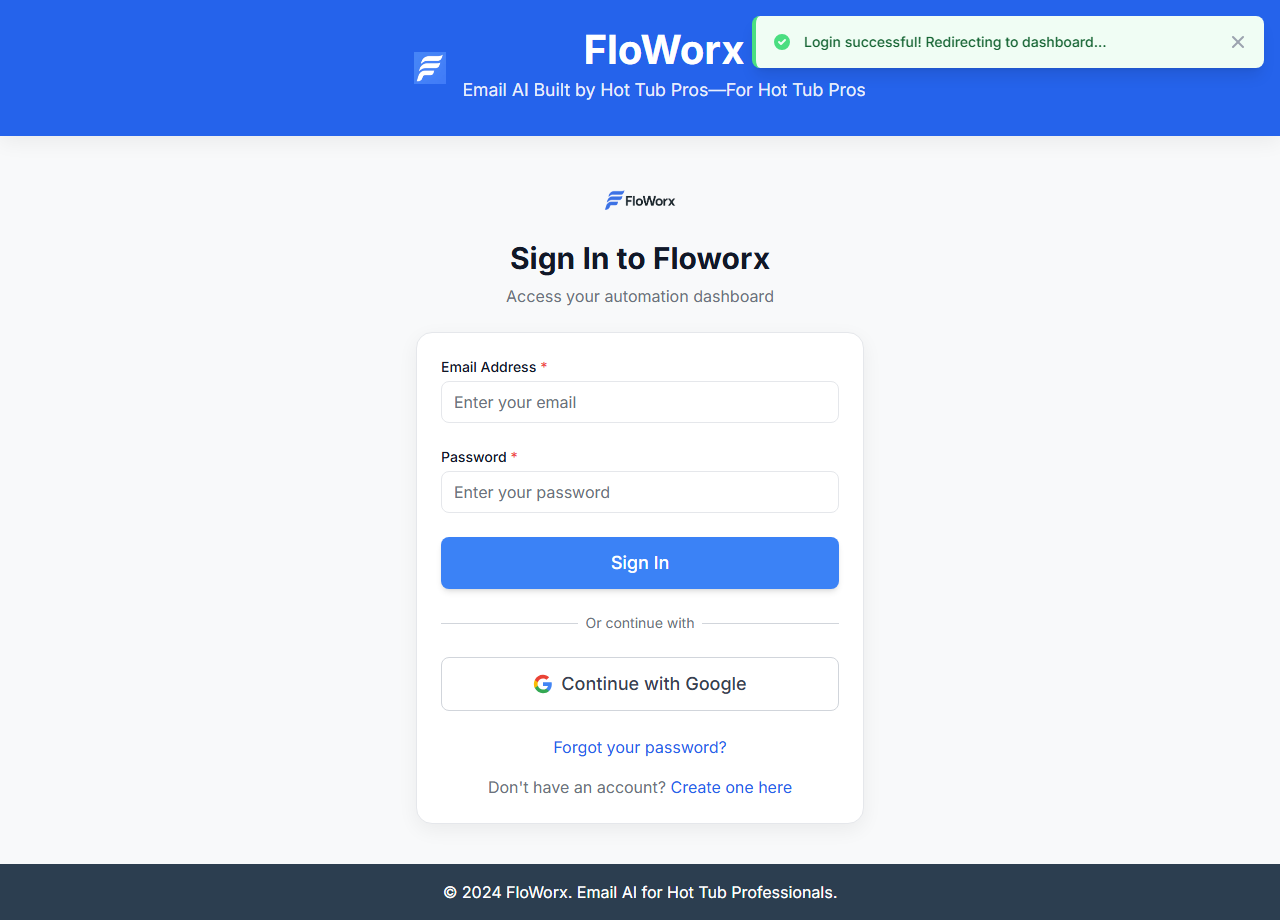 FloWorx
Email AI Built by Hot Tub Pros—For Hot Tub Pros
Login successful! Redirecting to dashboard...
FloWorx
Sign In to Floworx
Access your automation dashboard
Email Address *
Enter your email
Password *
Enter your password
Sign In
Or continue with
Continue with Google
Forgot your password?
Don't have an account? Create one here
© 2024 FloWorx. Email AI for Hot Tub Professionals.